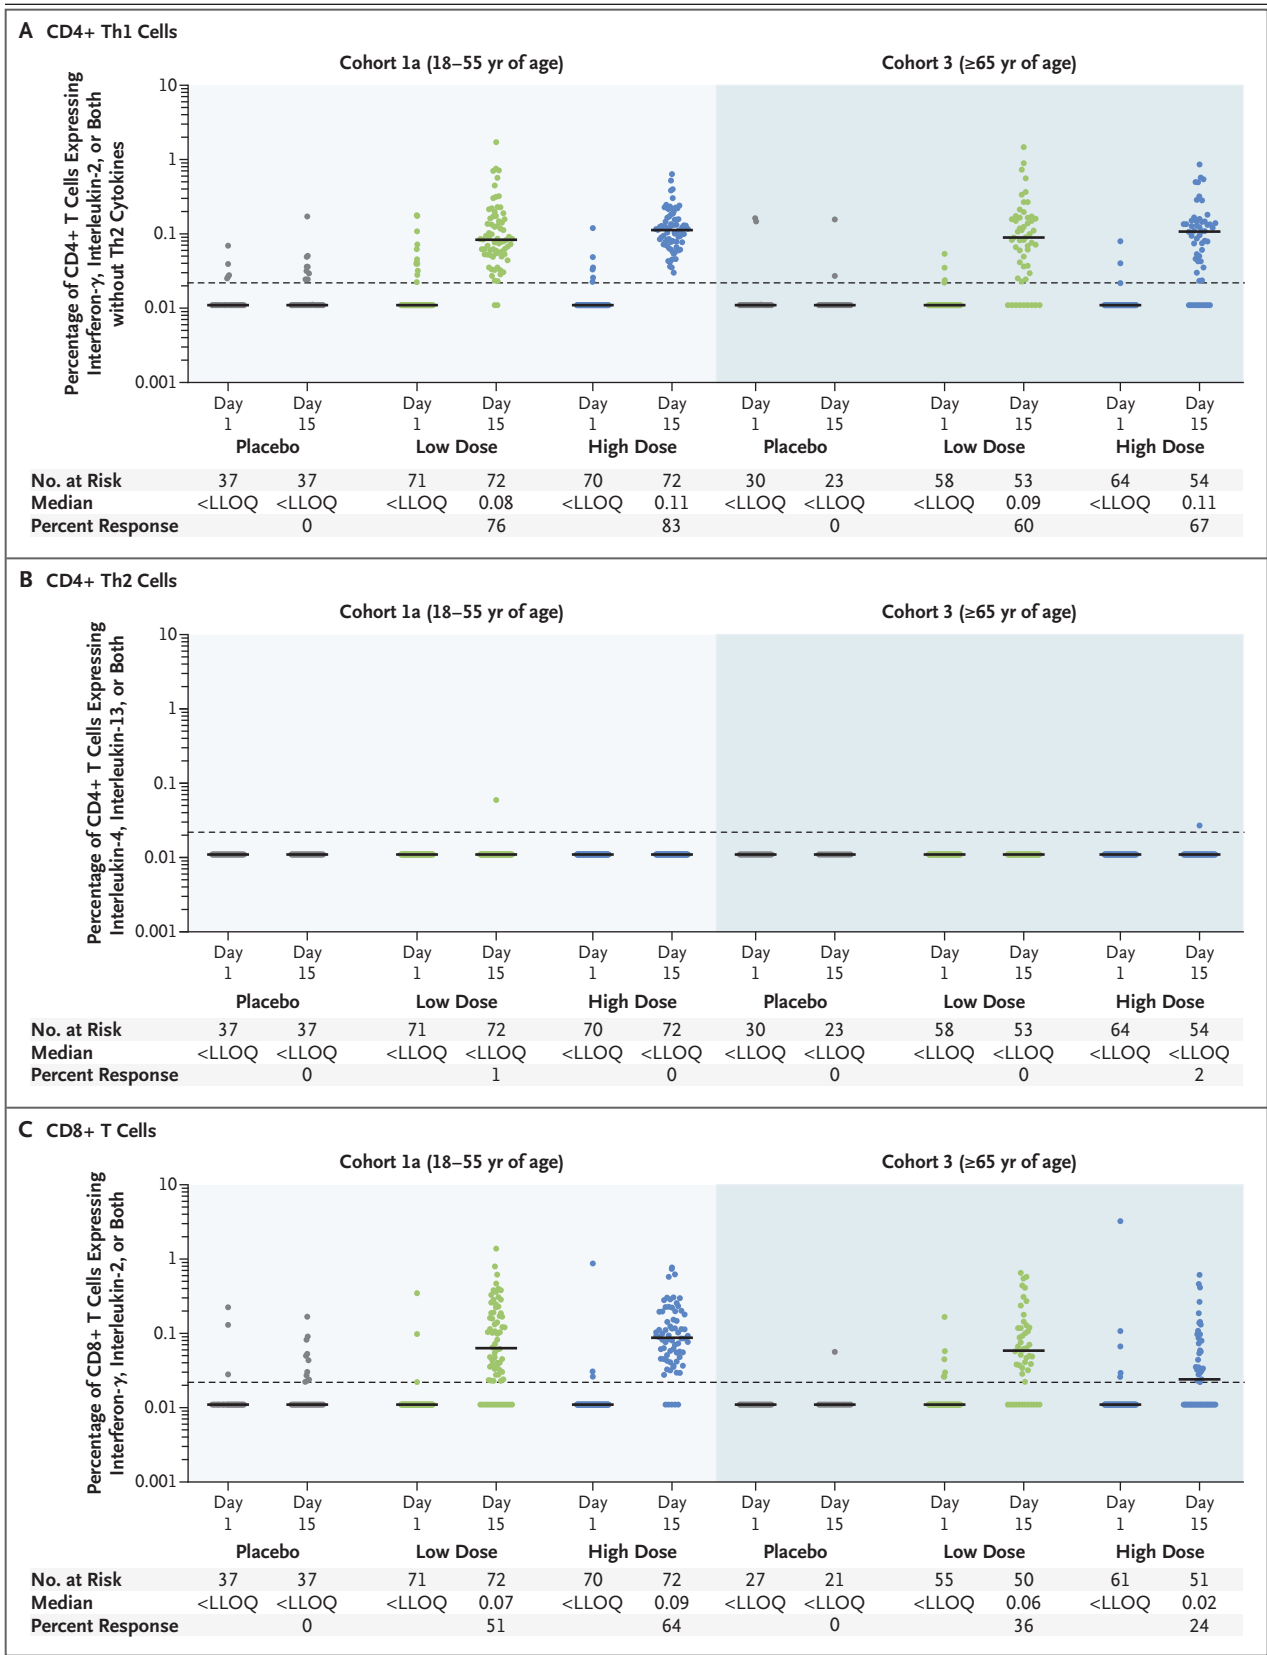 A CD4+ Th1 Cells
Cohort 1a (18–55 yr of age) Cohort 3 (≥65 yr of age)
Percentage of CD4+ T Cells Expressing
Interferon-γ, Interleukin-2, or Both
without Th2 Cytokines
10
1
0.1
0.01
0.001
Day Day Day Day Day Day Day Day Day Day Day Day
1 15 1 15 1 15 1 15 1 15 1 15
Placebo Low Dose High Dose Placebo Low Dose High Dose
No. at Risk 37 37 71 72 70 72 30 23 58 53 64 54
Median <LLOQ <LLOQ <LLOQ 0.08 <LLOQ 0.11 <LLOQ <LLOQ <LLOQ 0.09 <LLOQ 0.11
Percent Response 0 76 83 0 60 67
B CD4+ Th2 Cells
Cohort 1a (18–55 yr of age) Cohort 3 (≥65 yr of age)
Percentage of CD4+ T Cells Expressing
Interleukin-4, Interleukin-13, or Both
10
1
0.1
0.01
0.001
Day Day Day Day Day Day Day Day Day Day Day Day
1 15 1 15 1 15 1 15 1 15 1 15
Placebo Low Dose High Dose Placebo Low Dose High Dose
No. at Risk 37 37 71 72 70 72 30 23 58 53 64 54
Median <LLOQ <LLOQ <LLOQ <LLOQ <LLOQ <LLOQ <LLOQ <LLOQ <LLOQ <LLOQ <LLOQ <LLOQ
Percent Response 0 1 0 0 0 2
C CD8+ T Cells
Cohort 1a (18–55 yr of age) Cohort 3 (≥65 yr of age)
Percentage of CD8+ T Cells Expressing
Interferon-γ, Interleukin-2, or Both
10
1
0.1
0.01
0.001
Day Day Day Day Day Day Day Day Day Day Day Day
1 15 1 15 1 15 1 15 1 15 1 15
Placebo Low Dose High Dose Placebo Low Dose High Dose
No. at Risk 37 37 71 72 70 72 27 21 55 50 61 51
Median <LLOQ <LLOQ <LLOQ 0.07 <LLOQ 0.09 <LLOQ <LLOQ <LLOQ 0.06 <LLOQ 0.02
Percent Response 0 51 64 0 36 24